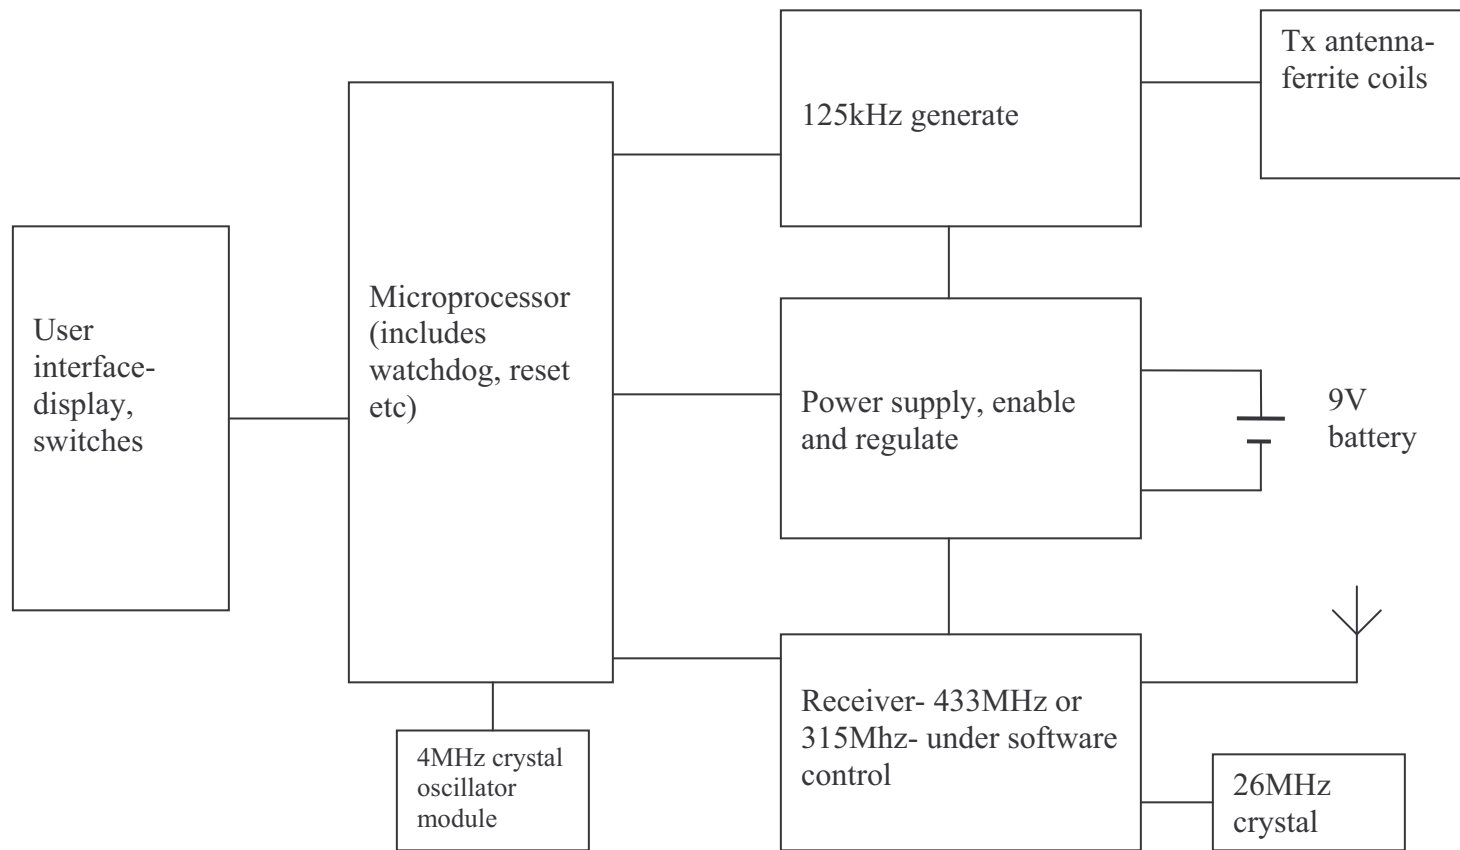 Tx antenna-
ferrite coils
125kHz generate
Microprocessor
(includes
watchdog, reset
etc)
User
interface-
display,
switches
Power supply, enable
and regulate
9V
battery
Receiver- 433MHz or
315Mhz- under software
control
4MHz crystal
oscillator
module
26MHz
crystal